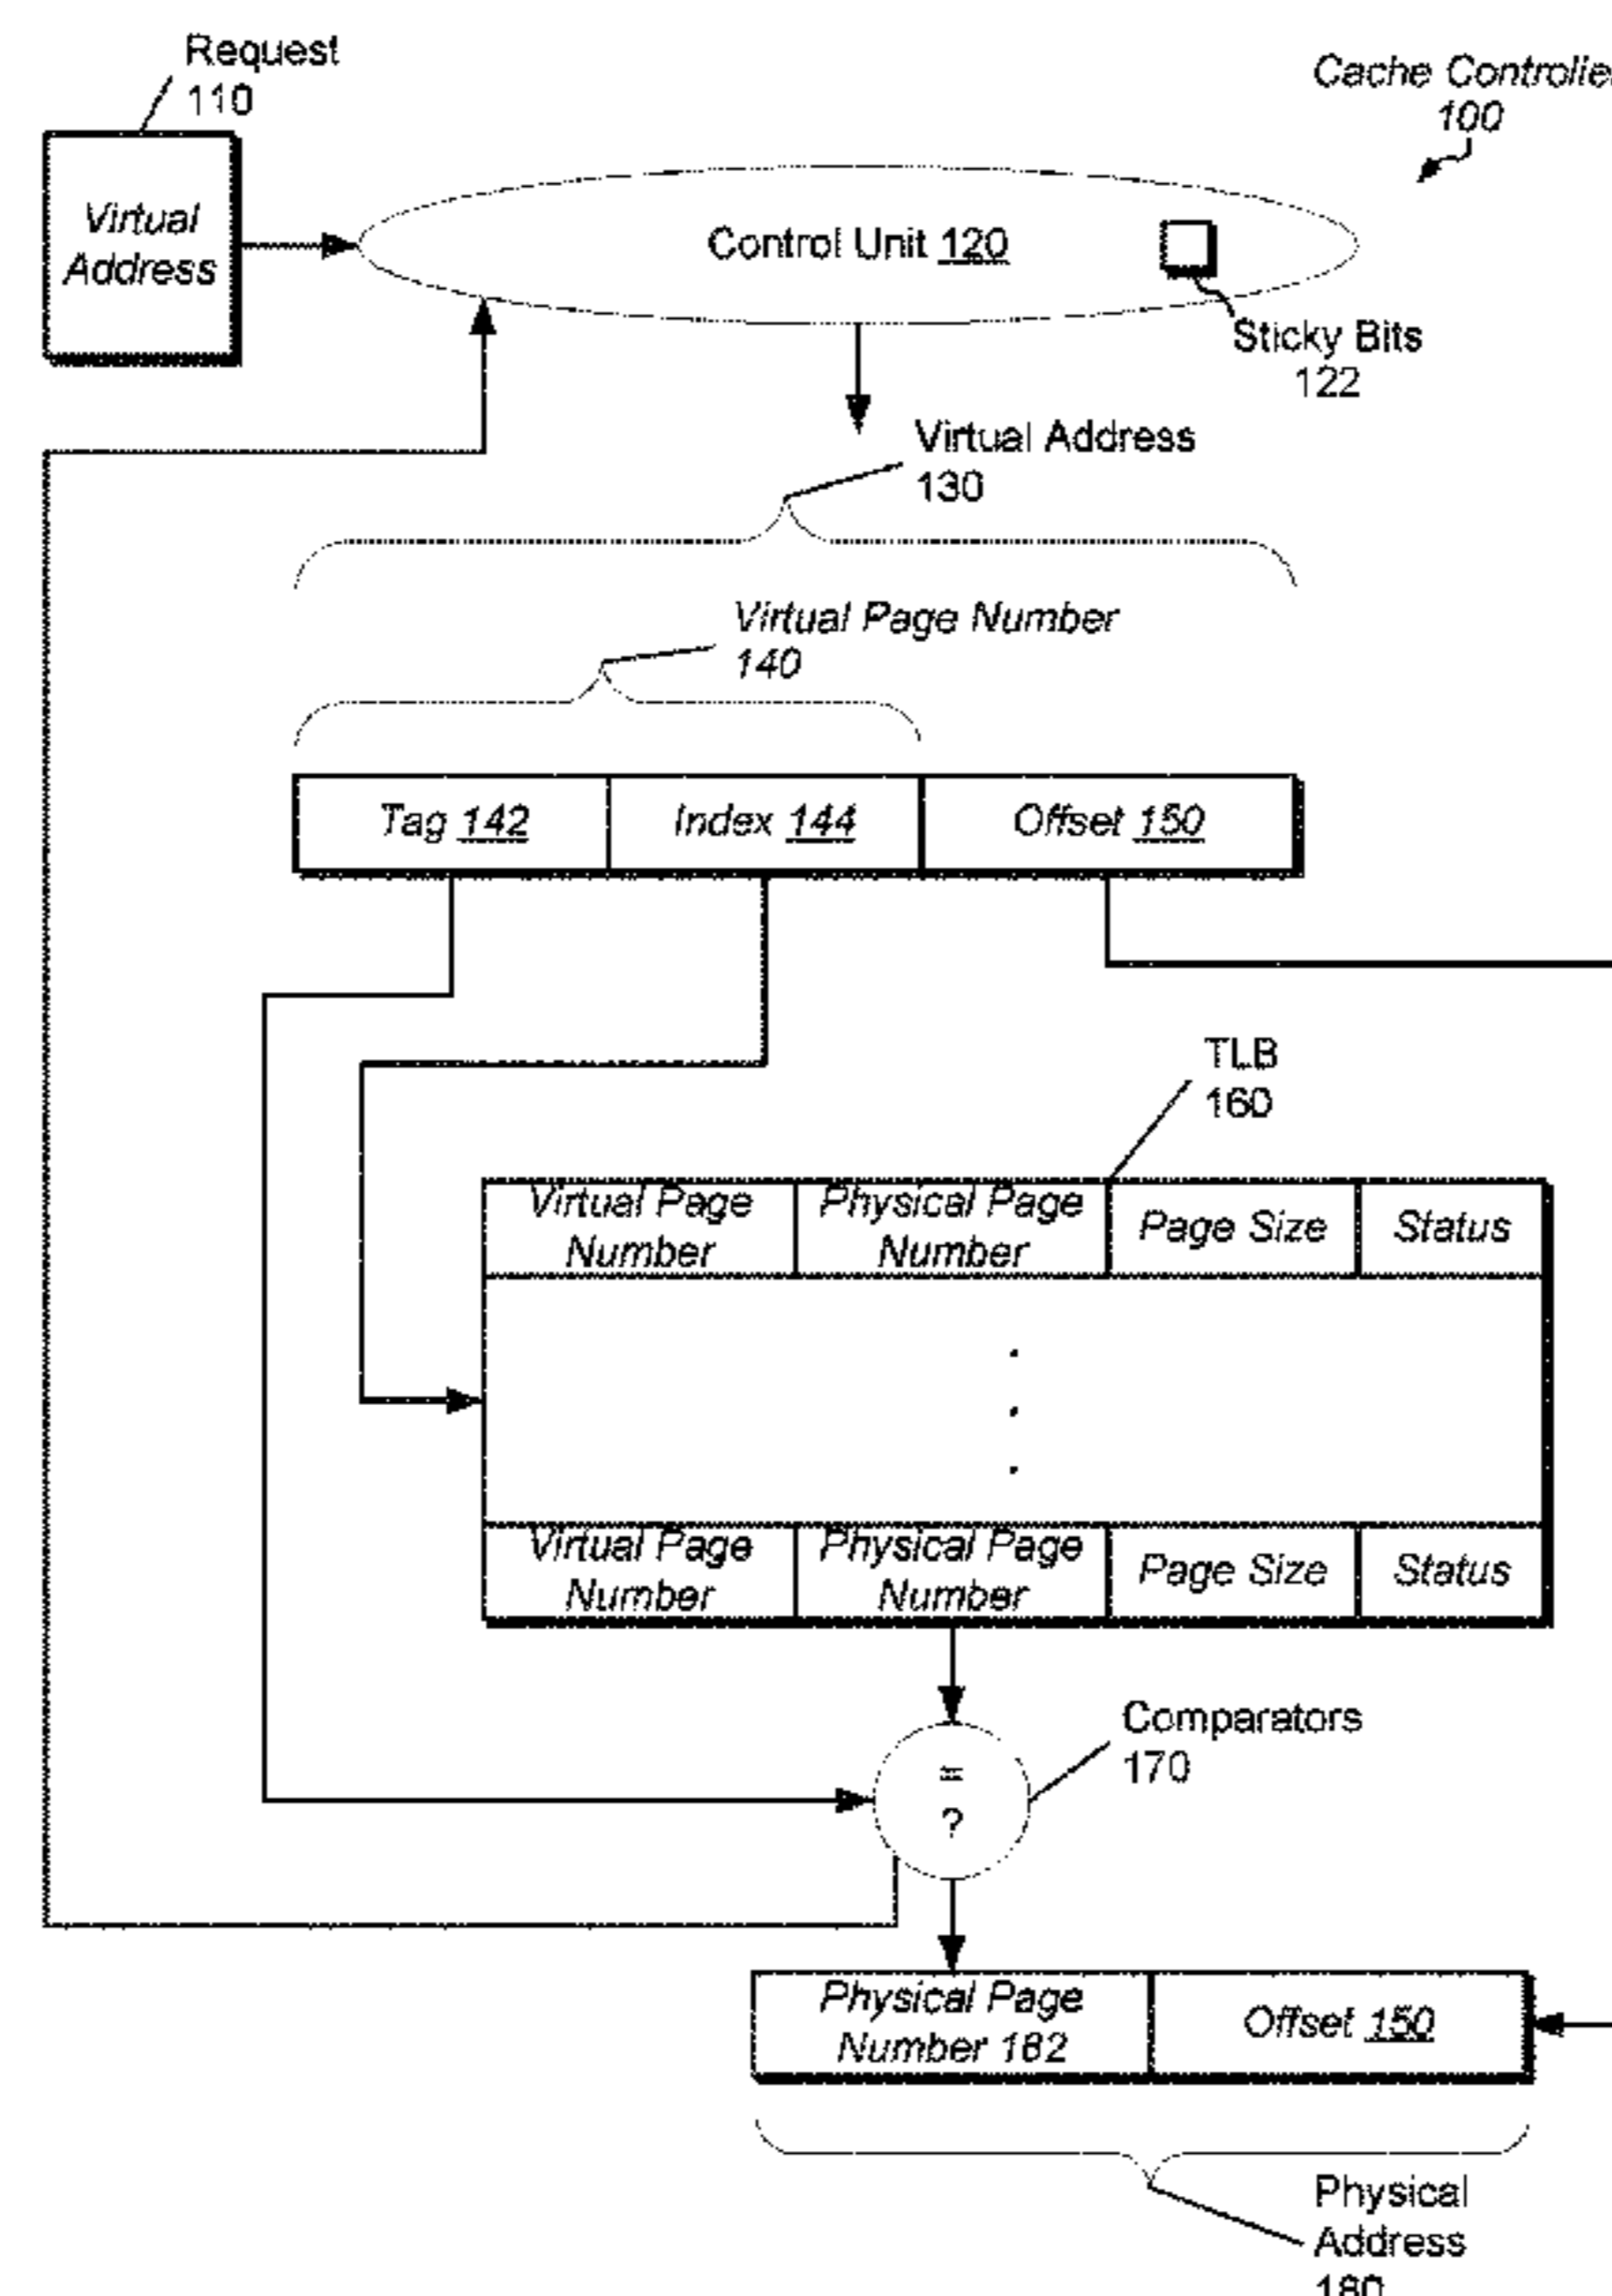 Request
110
Cache Controlle
100
Virtual
Address
Control Unit 120
Sticky Bits
122
Virtual Address
130
Virtual Page Number
140
Tag 142
Index 144
Offset 150
TLB
160
Virtual Page
Number
Physical Page
Number
Page Size
Status
.
.
.
Virtual Page
Number
Physical Page
Number
Page Size
Status
Comparators
170
=
?
Physical Page
Number 182
Offset 150
Physical
Address
180